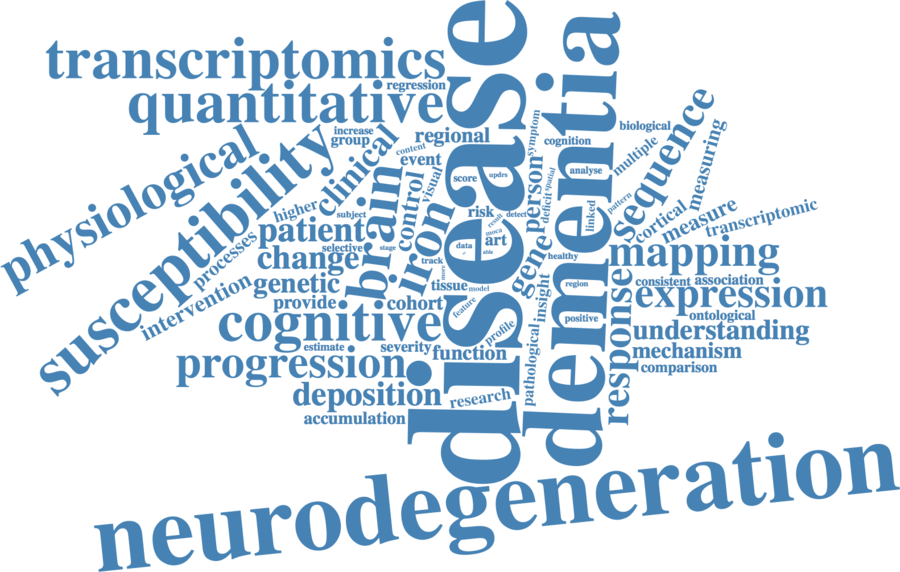 disease
dementia
transcriptomics
regression
quantitative
increase
group
regional
content
clinical
physiological
susceptibility
event
visual
control
score
updrs
symptom
cognition
biological
analyse
multiple
sequence
measuring
person
spatial
deficit
pattern
linked
higher
subject
patient
processes
selective
stage
change
brain
iron
risk
result
detect
moca
art
data
able
gene
healthy
cortical
measure
transcriptomic
mapping
track
more
genetic
tissue
model
insight
region
consistent
association
intervention
provide
cohort
feature
expression
cognitive
profile
positive
ontological
response
understanding
estimate
severity
function
pathological
mechanism
progression
comparison
deposition
research
accumulation
neurodegeneration